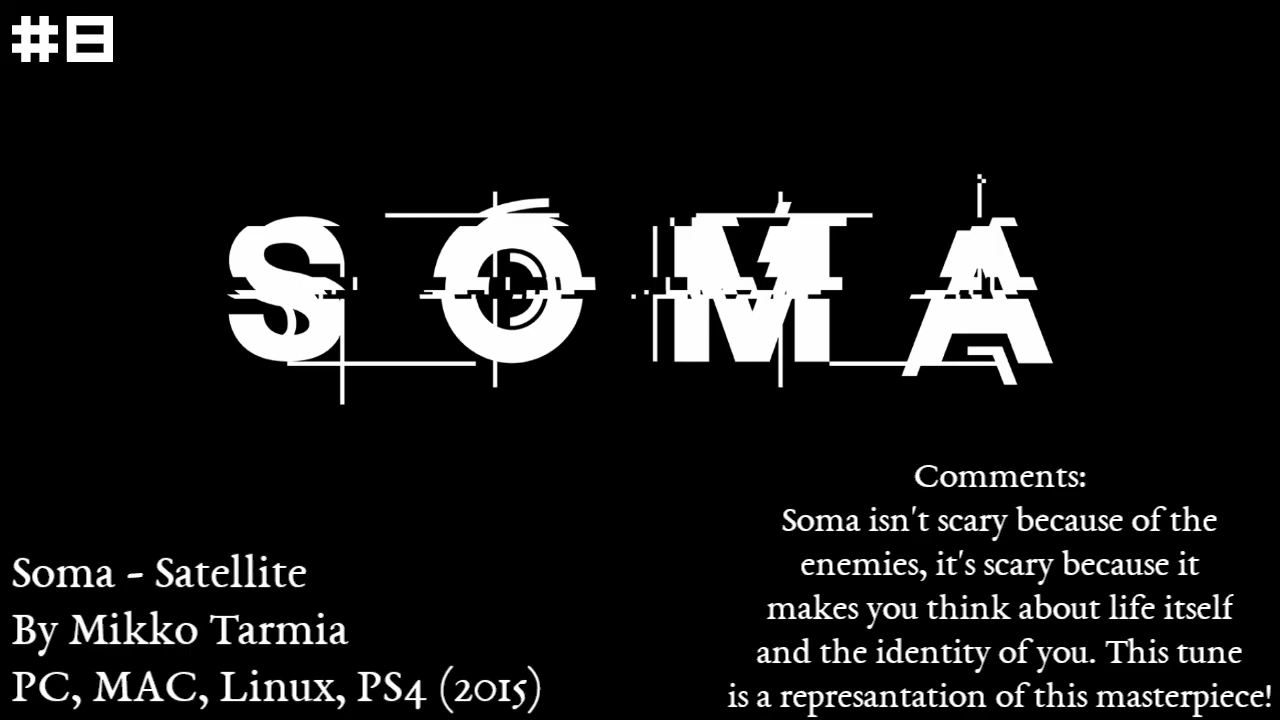 #8
SOMA
Comments:
Soma isn't scary because of the
enemies, it's scary because it
makes you think about life itself
and the identity of you. This tune
is a represantation of this masterpiece!
Soma - Satellite
By Mikko Tarmia
PC, MAC, Linux, PS4 (2015)